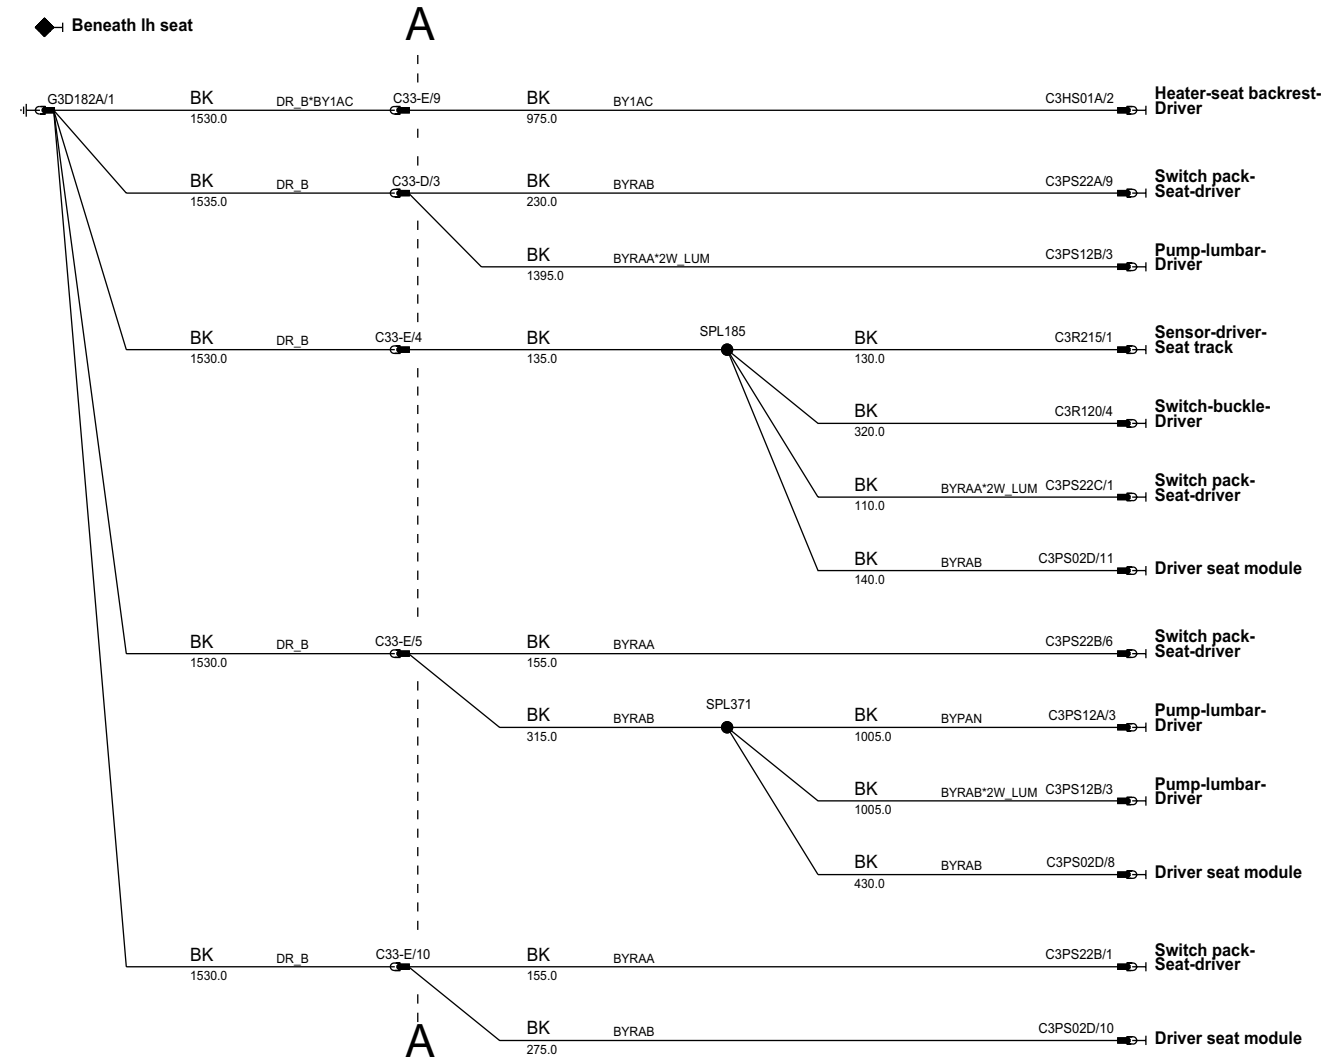 Beneath lh seat
A
G3D182A/1 BK DR_B*BY1AC C33-E/9 BK BY1AC C3HS01A/2 Heater-seat backrest-
Driver
1530.0 975.0
BK DR_B C33-D/3 BK BYRAB C3PS22A/9 Switch pack-
Seat-driver
1535.0 230.0
BK BYRAA*2W_LUM C3PS12B/3 Pump-lumbar-
Driver
1395.0
BK DR_B C33-E/4 BK SPL185 BK C3R215/1 Sensor-driver-
Seat track
1530.0 135.0 130.0
BK C3R120/4 Switch-buckle-
Driver
320.0
BK BYRAA*2W_LUM C3PS22C/1 Switch pack-
Seat-driver
110.0
BK BYRAB C3PS02D/11 Driver seat module
140.0
BK DR_B C33-E/5 BK BYRAA C3PS22B/6 Switch pack-
Seat-driver
1530.0 155.0
BK BYRAB SPL371 BK BYPAN C3PS12A/3 Pump-lumbar-
Driver
315.0 1005.0
BK BYRAB*2W_LUM C3PS12B/3 Pump-lumbar-
Driver
1005.0
BK BYRAB C3PS02D/8 Driver seat module
430.0
BK DR_B C33-E/10 BK BYRAA C3PS22B/1 Switch pack-
Seat-driver
1530.0 155.0
BK BYRAB C3PS02D/10 Driver seat module
275.0
A